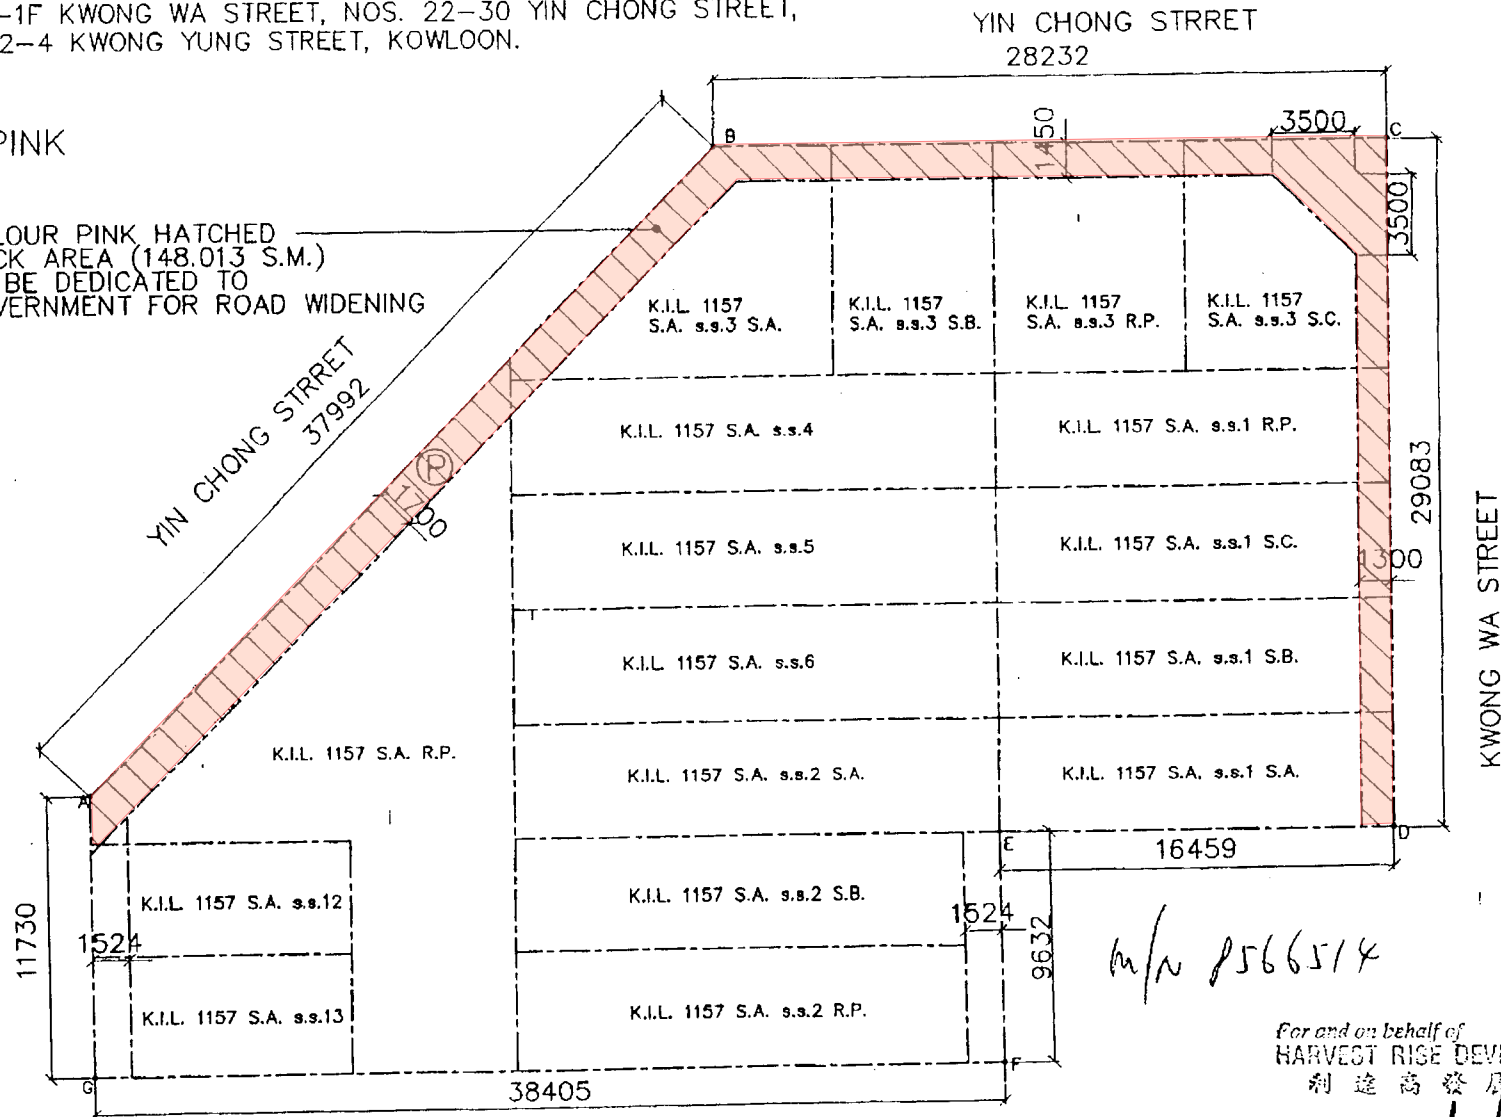 -1F KWONG WA STREET, NOS. 22-30 YIN CHONG STREET,
2-4 KWONG YUNG STREET, KOWLOON.
YIN CHONG STRRET
28232
PINK
B
1450
3500
C
3500
LOUR PINK HATCHED
CK AREA (148.013 S.M.)
BE DEDICATED TO
VERNMENT FOR ROAD WIDENING
K.I.L. 1157
S.A. s.s.3 S.A.
K.I.L. 1157
S.A. s.s.3 S.B.
K.I.L. 1157
S.A. s.s.3 R.P.
K.I.L. 1157
S.A. s.s.3 S.C.
YIN CHONG STRRET
37992
K.I.L. 1157 S.A. s.s.4
K.I.L. 1157 S.A. s.s.1 R.P.
P
1700
29083
KWONG WA STREET
K.I.L. 1157 S.A. s.s.5
K.I.L. 1157 S.A. s.s.1 S.C.
1300
K.I.L. 1157 S.A. s.s.6
K.I.L. 1157 S.A. s.s.1 S.B.
K.I.L. 1157 S.A. R.P.
K.I.L. 1157 S.A. s.s.2 S.A.
K.I.L. 1157 S.A. s.s.1 S.A.
A
D
E
16459
K.I.L. 1157 S.A. s.s.12
K.I.L. 1157 S.A. s.s.2 S.B.
11730
1524
1524
9632
m/n 8566514
K.I.L. 1157 S.A. s.s.13
K.I.L. 1157 S.A. s.s.2 R.P.
For and on behalf of
HARVEST RISE DEV
利達高發展
F
G
38405